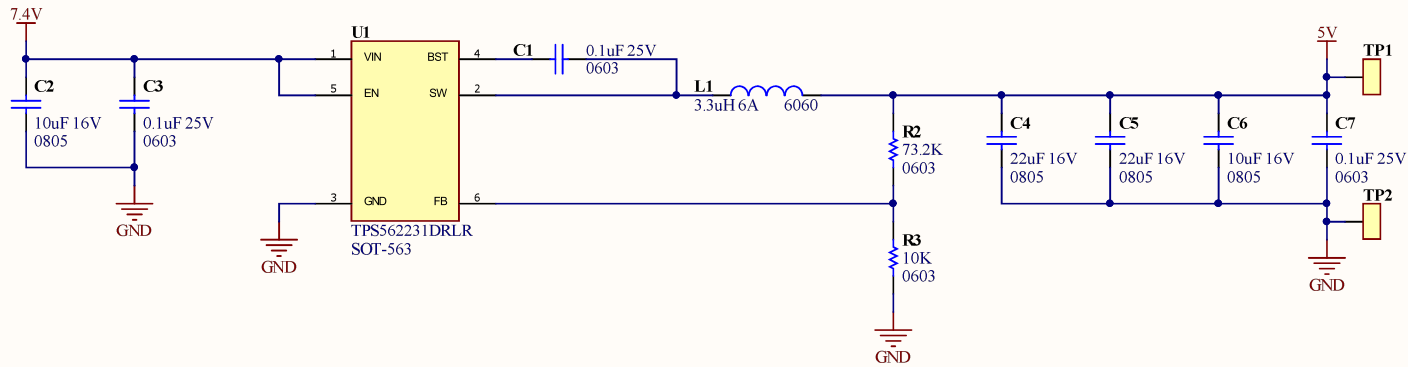 7.4V
C2
10uF 16V
0805
C3
0.1uF 25V
0603
GND
U1
1
VIN
BST
4
5
EN
SW
2
3
GND
FB
6
TPS562231DRLR
SOT-563
GND
C1
0.1uF 25V
0603
L1
3.3uH 6A
6060
R2
73.2K
0603
R3
10K
0603
GND
C4
22uF 16V
0805
C5
22uF 16V
0805
C6
10uF 16V
0805
5V
C7
0.1uF 25V
0603
TP1
TP2
GND